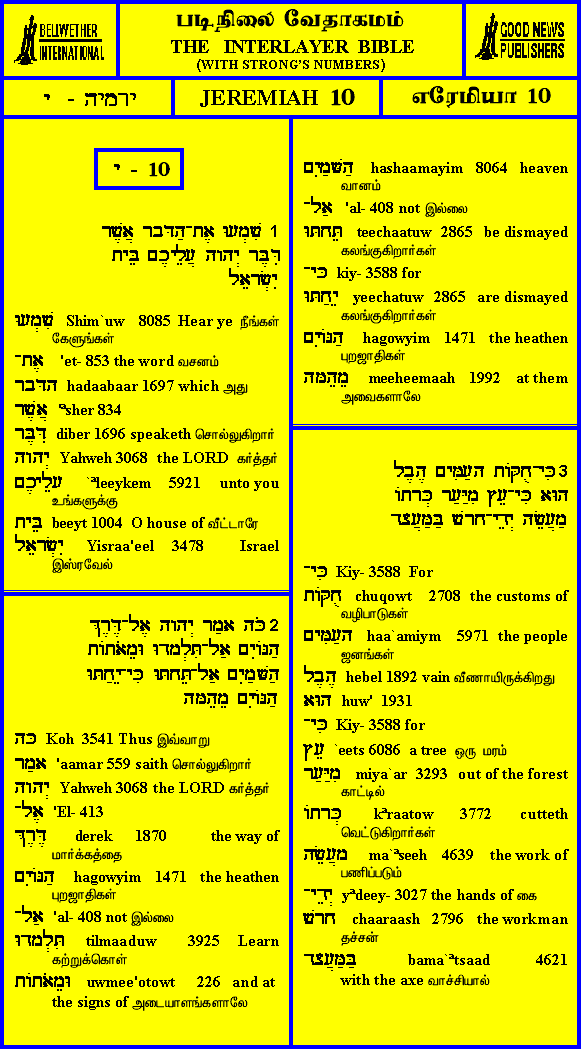 BELLWETHER
INTERNATIONAL
படிநிலை வேதாகமம்
THE INTERLAYER BIBLE
(WITH STRONG'S NUMBERS)
GOOD NEWS
PUBLISHERS
ירמיה - י
JEREMIAH 10
எரேமியா 10
10 - י
1 שִׁמְעוּ אֶת־הַדָּבָר אֲשֶׁר
דִּבֶּר יְהוָה עֲלֵיכֶם בֵּית
יִשְׂרָאֵל
שִׁמְעוּ Shim`uw 8085 Hear ye நீங்கள்
கேளுங்கள்
אֶת־ 'et- 853 the word வசனம்
הַדָּבָר hadaabaar 1697 which அது
אֲשֶׁר ªsher 834
דִּבֶּר diber 1696 speaketh சொல்லுகிறார்
יְהוָה Yahweh 3068 the LORD கர்த்தர்
עֲלֵיכֶם `ªleeykem 5921 unto you
உங்களுக்கு
בֵּית beeyt 1004 O house of வீட்டாரே
יִשְׂרָאֵל Yisraa'eel 3478 Israel
இஸ்ரவேல்
2 כֹּה אָמַר יְהוָה אֶל־דֶּרֶךְ
הַגּוֹיִם אַל־תִּלְמָדוּ וּמֵאֹתוֹת
הַשָּׁמַיִם אַל־תֵּחָתּוּ כִּי־יֵחַתּוּ
הַגּוֹיִם מֵהֵמָּה
כֹּה Koh 3541 Thus இவ்வாறு
אָמַר 'aamar 559 saith சொல்லுகிறார்
יְהוָה Yahweh 3068 the LORD கர்த்தர்
אֶל־ 'El- 413
דֶּרֶךְ derek 1870 the way of
மார்க்கத்தை
הַגּוֹיִם hagowyim 1471 the heathen
புறஜாதிகள்
אַל־ 'al- 408 not இல்லை
תִּלְמָדוּ tilmaaduw 3925 Learn
கற்றுக்கொள்
וּמֵאֹתוֹת uwmee'otowt 226 and at
the signs of அடையாளங்களாலே
הַשָּׁמַיִם hashaamayim 8064 heaven
வானம்
אַל־ 'al- 408 not இல்லை
תֵּחָתּוּ teechaatuw 2865 be dismayed
கலங்குகிறார்கள்
כִּי־ kiy- 3588 for
יֵחַתּוּ yeechatuw 2865 are dismayed
கலங்குகிறார்கள்
הַגּוֹיִם hagowyim 1471 the heathen
புறஜாதிகள்
מֵהֵמָּה meeheemaah 1992 at them
அவைகளாலே
3 כִּי־חֻקּוֹת הָעַמִּים הֶבֶל
הוּא כִּי־עֵץ מִיַּעַר כְּרָתוֹ
מַעֲשֵׂה יְדֵי־חָרָשׁ בַּמַּעֲצָד
כִּי־ Kiy- 3588 For
חֻקּוֹת chuqowt 2708 the customs of
வழிபாடுகள்
הָעַמִּים haa`amiym 5971 the people
ஜனங்கள்
הֶבֶל hebel 1892 vain வீணாயிருக்கிறது
הוּא huw' 1931
כִּי־ Kiy- 3588 for
עֵץ `eets 6086 a tree ஒரு மரம்
מִיַּעַר miya`ar 3293 out of the forest
காட்டில்
כְּרָתוֹ kªraatow 3772 cutteth
வெட்டுகிறார்கள்
מַעֲשֵׂה ma`ªseeh 4639 the work of
பணிப்படும்
יְדֵי־ yªdeey- 3027 the hands of கை
חָרָשׁ chaaraash 2796 the workman
தச்சன்
בַּמַּעֲצָד bama`ªtsaad 4621
with the axe வாச்சியால்